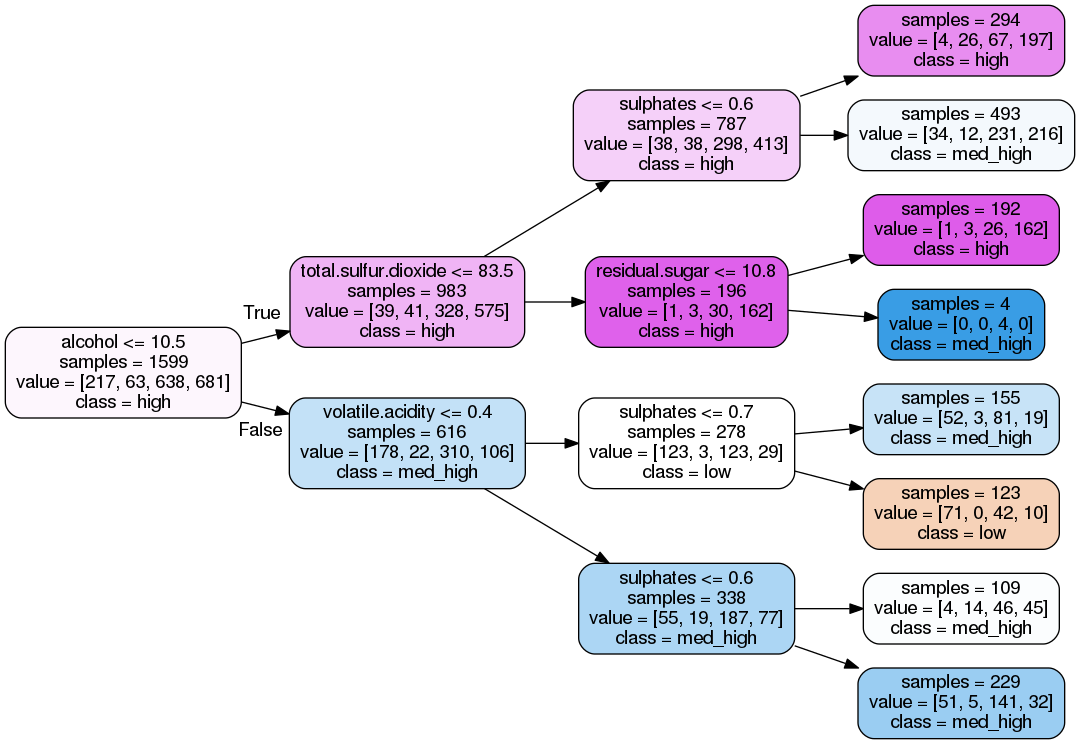 alcohol <= 10.5
samples = 1599
value = [217, 63, 638, 681]
class = high
True
False
total.sulfur.dioxide <= 83.5
samples = 983
value = [39, 41, 328, 575]
class = high
volatile.acidity <= 0.4
samples = 616
value = [178, 22, 310, 106]
class = med_high
sulphates <= 0.6
samples = 787
value = [38, 38, 298, 413]
class = high
residual.sugar <= 10.8
samples = 196
value = [1, 3, 30, 162]
class = high
sulphates <= 0.7
samples = 278
value = [123, 3, 123, 29]
class = low
sulphates <= 0.6
samples = 338
value = [55, 19, 187, 77]
class = med_high
samples = 294
value = [4, 26, 67, 197]
class = high
samples = 493
value = [34, 12, 231, 216]
class = med_high
samples = 192
value = [1, 3, 26, 162]
class = high
samples = 4
value = [0, 0, 4, 0]
class = med_high
samples = 155
value = [52, 3, 81, 19]
class = med_high
samples = 123
value = [71, 0, 42, 10]
class = low
samples = 109
value = [4, 14, 46, 45]
class = med_high
samples = 229
value = [51, 5, 141, 32]
class = med_high